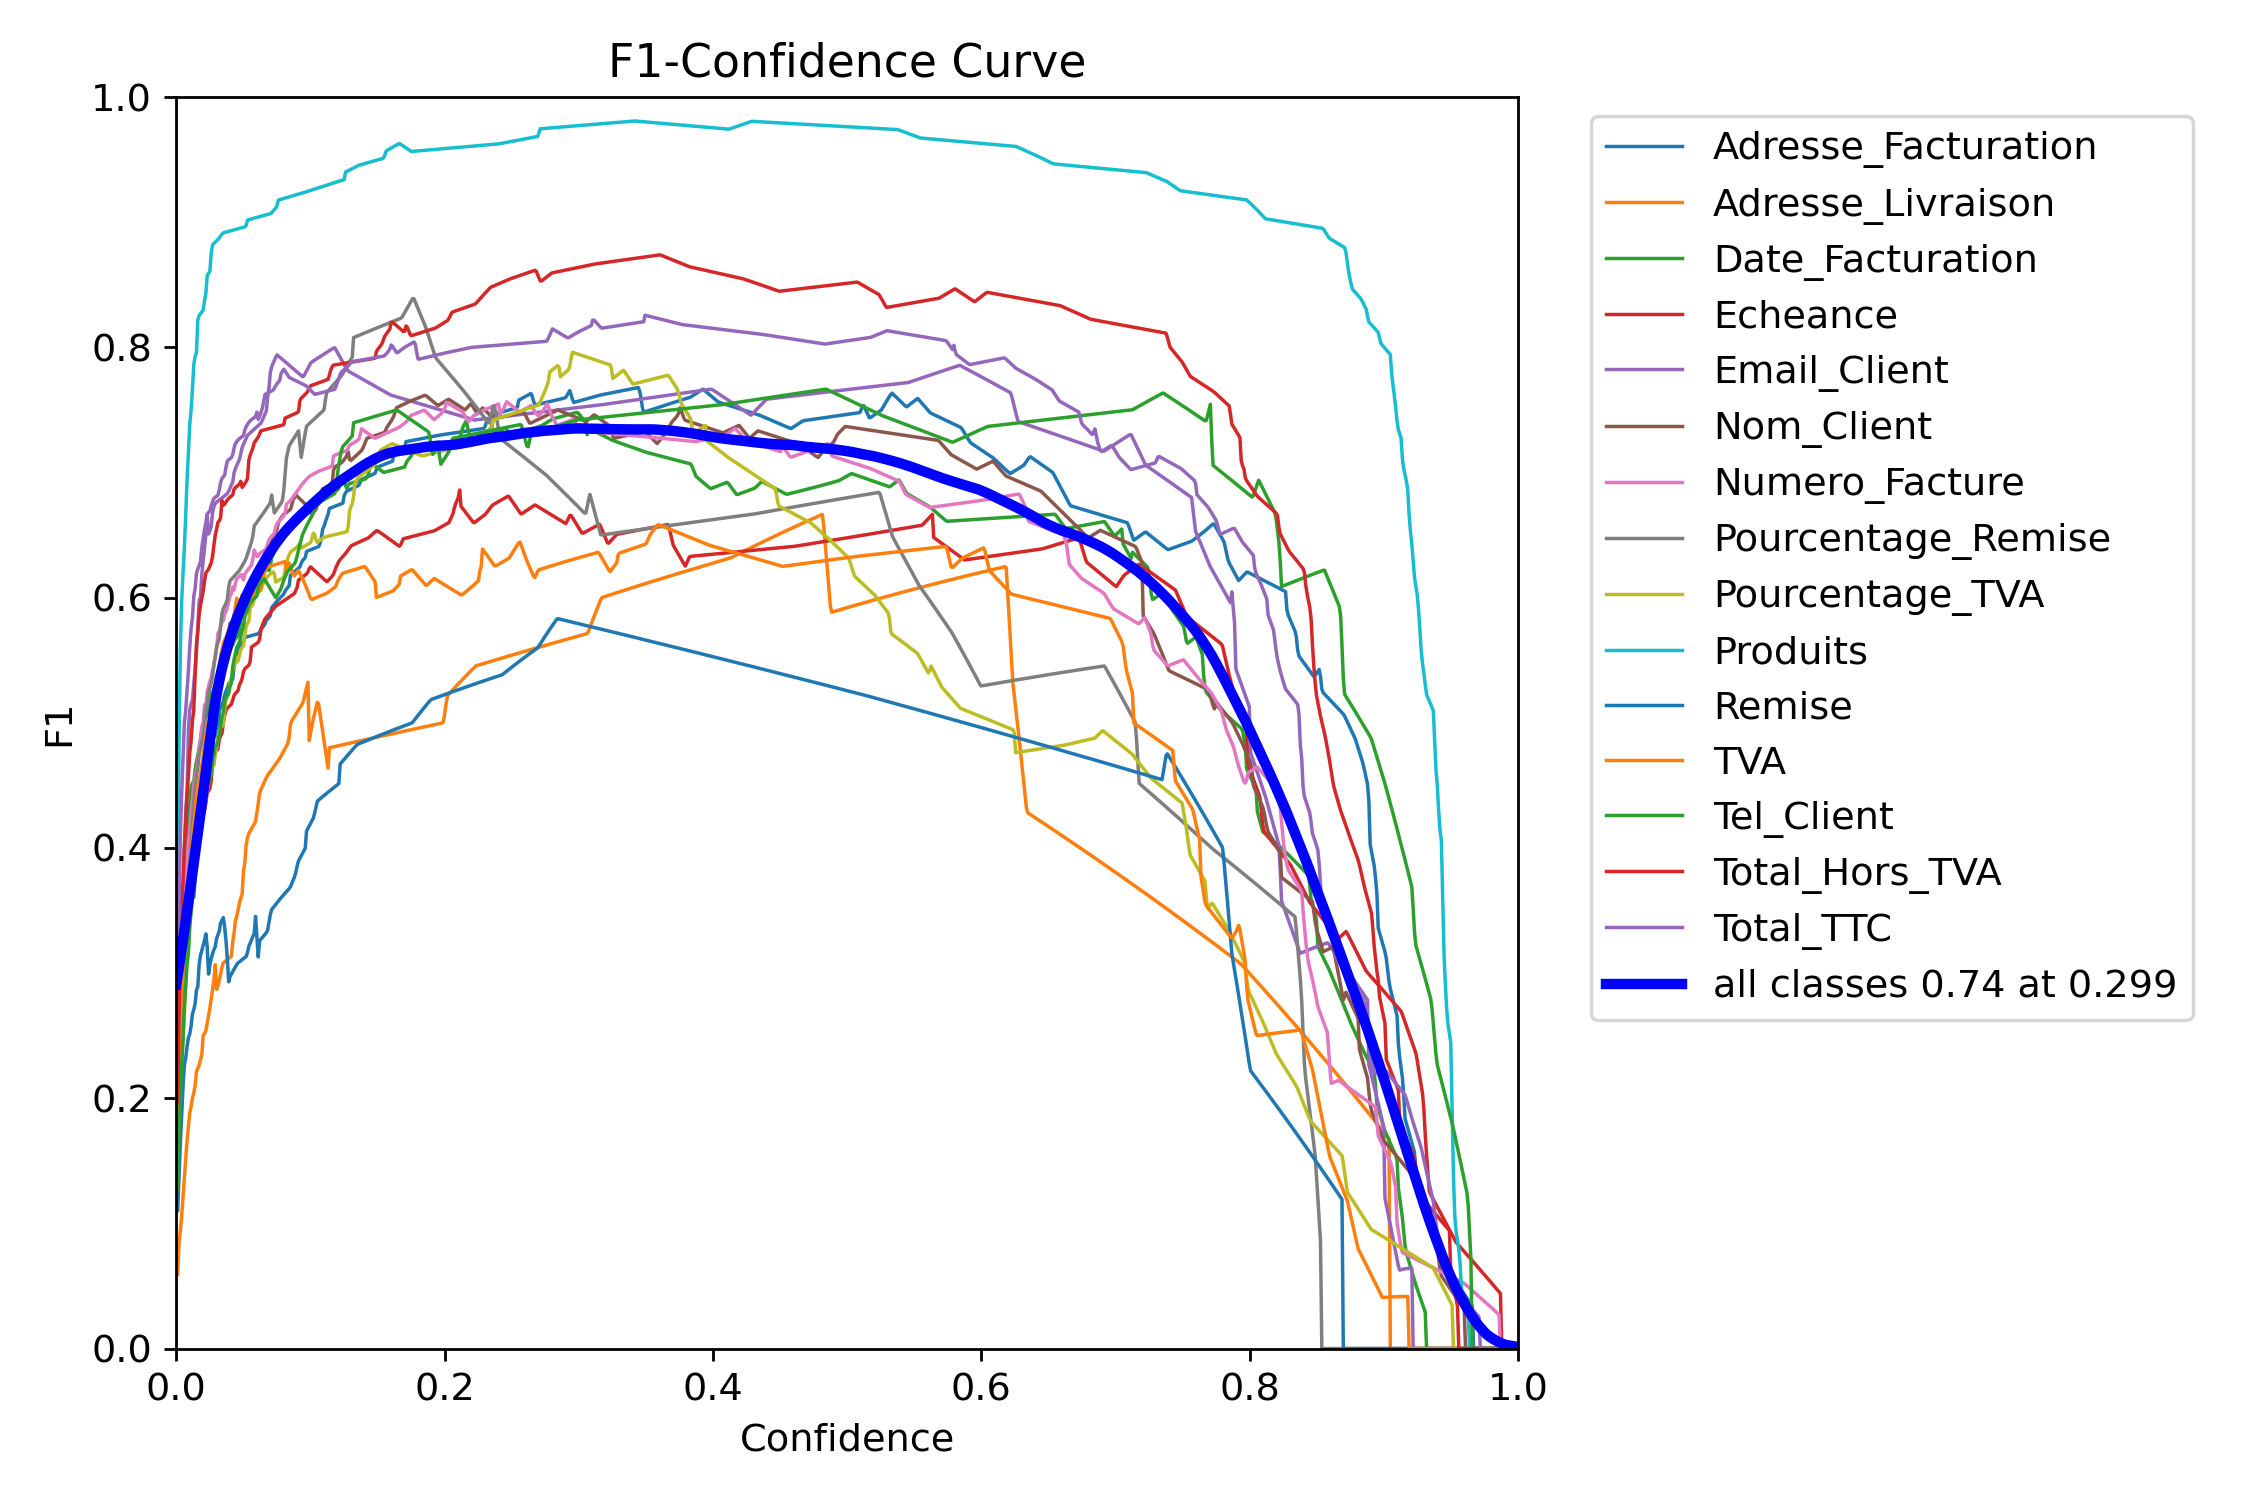 F1-Confidence Curve
1.0
0.8
0.6
0.4
0.2
0.0
F1
0.0 0.2 0.4 0.6 0.8 1.0
Confidence
Adresse_Facturation
Adresse_Livraison
Date_Facturation
Echeance
Email_Client
Nom_Client
Numero_Facture
Pourcentage_Remise
Pourcentage_TVA
Produits
Remise
TVA
Tel_Client
Total_Hors_TVA
Total_TTC
all classes 0.74 at 0.299